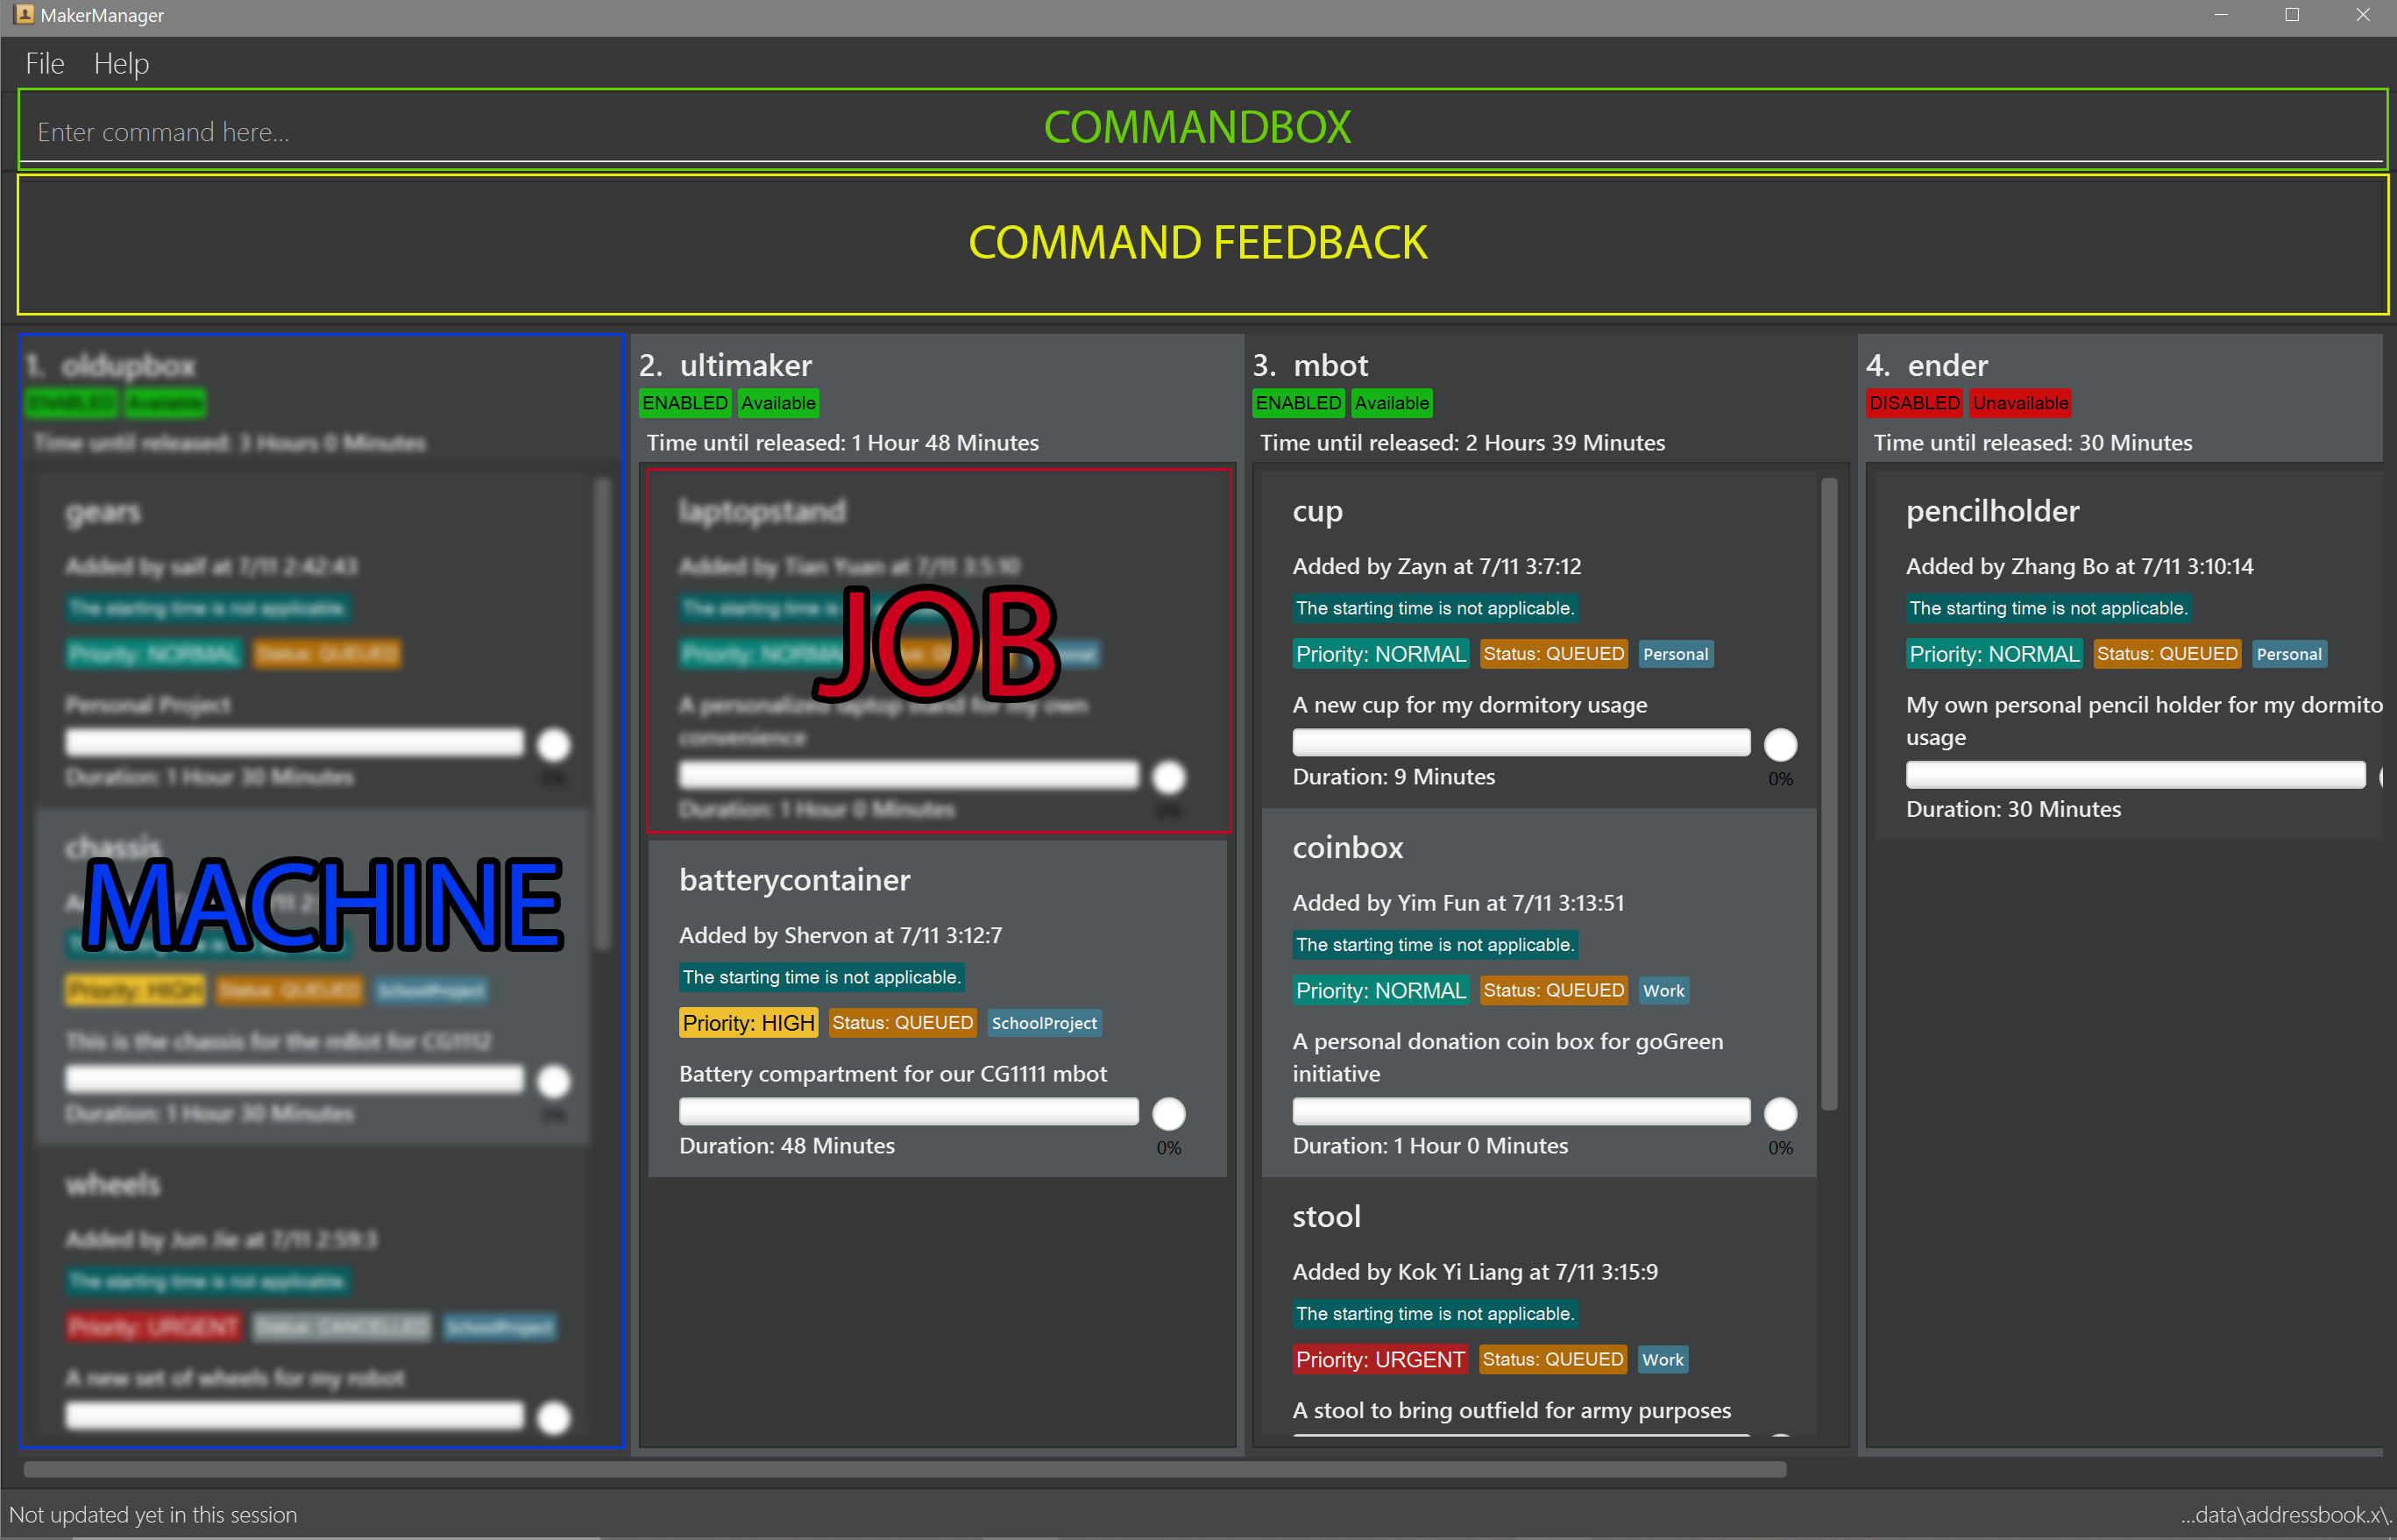 MakerManager
File Help
Enter command here...
COMMANDBOX
COMMAND FEEDBACK
1. oldupbox
ENABLED Available
Time until released: 3 Hours 0 Minutes
gears
Added by saif at 7/11 2:42:43
The starting time is not applicable.
Priority: NORMAL Status: QUEUED
Personal Project
Duration: 1 Hour 30 Minutes
0%
chassis
MACHINE
Priority: HIGH Status: QUEUED SchoolProject
This is the chassis for the mBot for CG1112
Duration: 1 Hour 30 Minutes
0%
wheels
Added by Jun Jie at 7/11 2:59:3
The starting time is not applicable.
Priority: URGENT Status: CANCELLED SchoolProject
A new set of wheels for my robot
2. ultimaker
ENABLED Available
Time until released: 1 Hour 48 Minutes
laptopstand
Added by Tian Yuan at 7/11 3:5:10
The starting time is
JOB
Priority: NORMAL
A personalized laptop stand for my own
convenience
Duration: 1 Hour 0 Minutes
0%
batterycontainer
Added by Shervon at 7/11 3:12:7
The starting time is not applicable.
Priority: HIGH Status: QUEUED SchoolProject
Battery compartment for our CG1111 mbot
Duration: 48 Minutes
0%
3. mbot
ENABLED Available
Time until released: 2 Hours 39 Minutes
cup
Added by Zayn at 7/11 3:7:12
The starting time is not applicable.
Priority: NORMAL Status: QUEUED Personal
A new cup for my dormitory usage
Duration: 9 Minutes
0%
coinbox
Added by Yim Fun at 7/11 3:13:51
The starting time is not applicable.
Priority: NORMAL Status: QUEUED Work
A personal donation coin box for goGreen
initiative
Duration: 1 Hour 0 Minutes
0%
stool
Added by Kok Yi Liang at 7/11 3:15:9
The starting time is not applicable.
Priority: URGENT Status: QUEUED Work
A stool to bring outfield for army purposes
4. ender
DISABLED Unavailable
Time until released: 30 Minutes
pencilholder
Added by Zhang Bo at 7/11 3:10:14
The starting time is not applicable.
Priority: NORMAL Status: QUEUED Personal
My own personal pencil holder for my dormito
usage
Duration: 30 Minutes
Not updated yet in this session
...data\addressbook.x\.